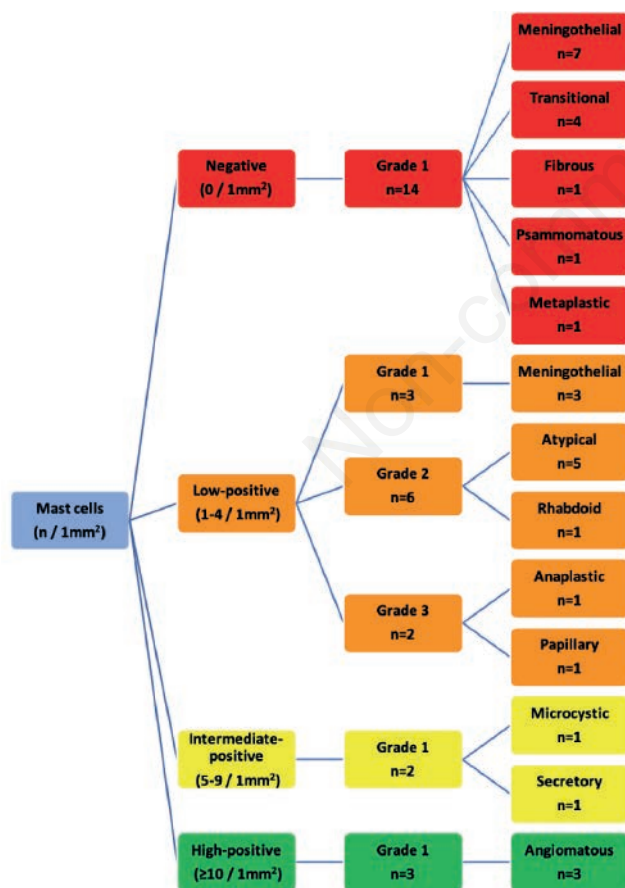 Meningothelial
n=7
Transitional
n=4
Negative
(0 / 1mm²)
Grade 1
n=14
Fibrous
n=1
Psammomatous
n=1
Metaplastic
n=1
Grade 1
n=3
Meningothelial
n=3
Atypical
n=5
Mast cells
(n / 1mm²)
Low-positive
(1-4 / 1mm²)
Grade 2
n=6
Rhabdoid
n=1
Anaplastic
n=1
Grade 3
n=2
Papillary
n=1
Microcystic
n=1
Intermediate-
positive
(5-9 / 1mm²)
Grade 1
n=2
Secretory
n=1
High-positive
(≥10 / 1mm²)
Grade 1
n=3
Angiomatous
n=3
Non-comm